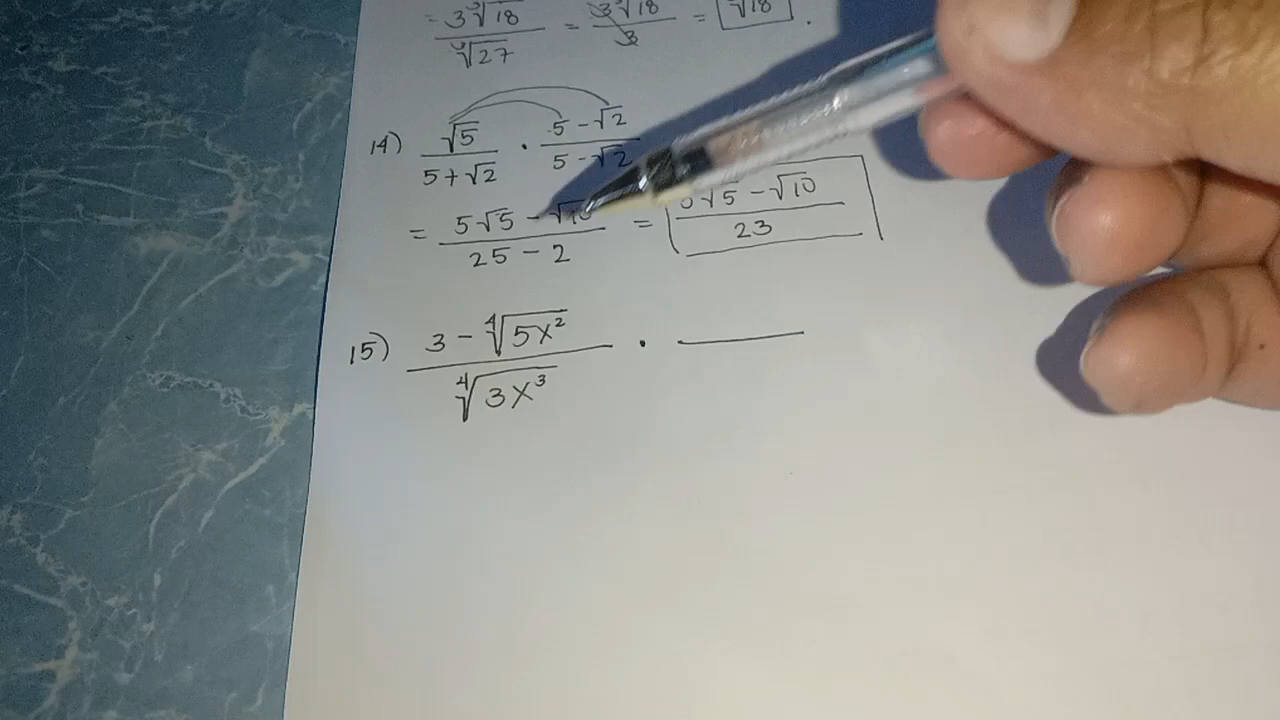 = 3∛18 / ∛27 = 3∛18 / 3 = ∛18 .
14) √5 / 5+√2 · 5-√2 / 5-√2
= 5√5 - √10 / 25 - 2 = 5√5 - √10 / 23
15) 3 - ∜5x² / ∜3x³ ·